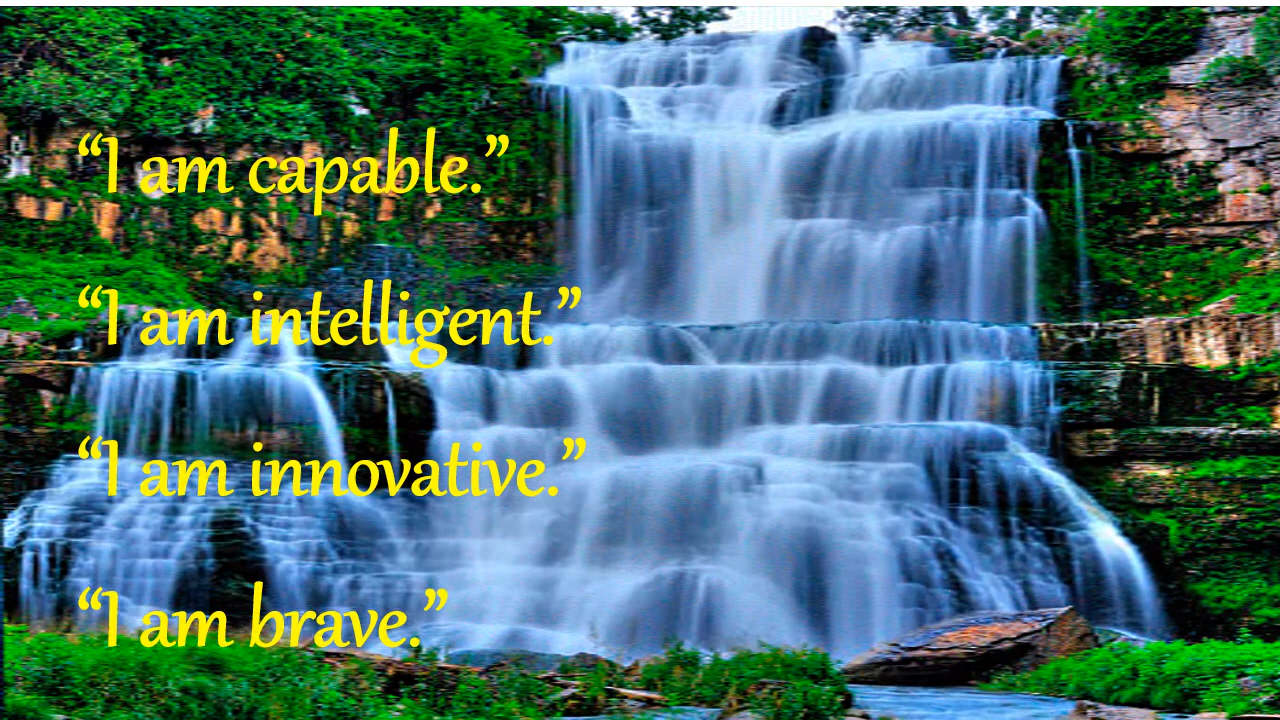 “I am capable.”
“I am intelligent.”
“I am innovative.”
“I am brave.”